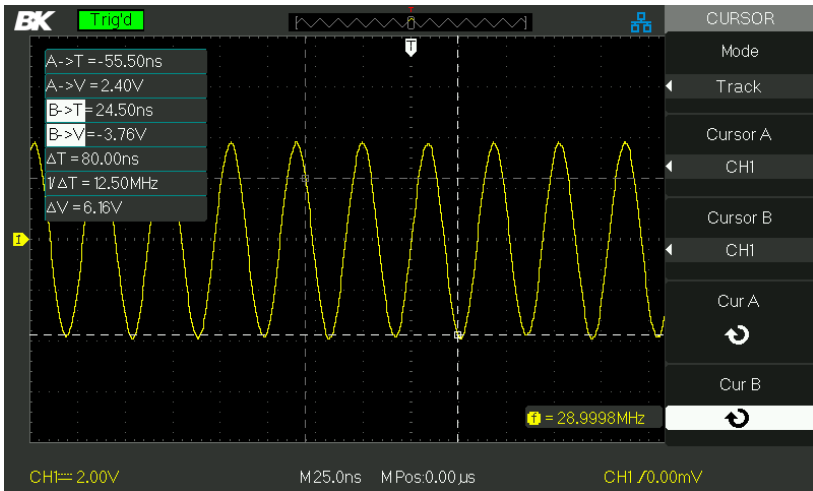 BK Trig'd CURSOR
T
A->T =-55.50ns
A->V =2.40V
B->T=24.50ns
B->V=-3.76V
ΔT =80.00ns
1/ΔT = 12.50MHz
ΔV =6.16V
Mode
Track
Cursor A
CH1
Cursor B
CH1
Cur A
Cur B
1
f = 28.9998MHz
CH1 2.00V M25.0ns M Pos:0.00µs CH1 /0.00mV